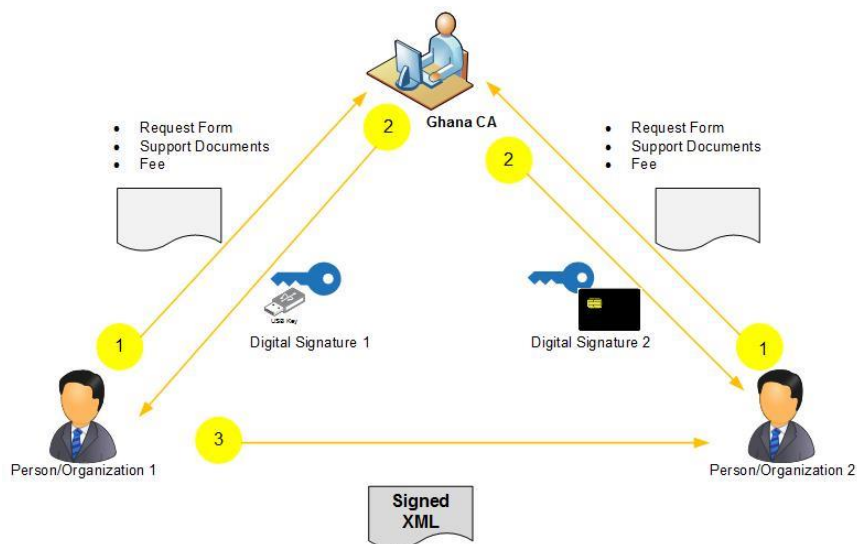 Ghana CA
• Request Form
• Support Documents
• Fee
2
• Request Form
• Support Documents
• Fee
2
USB Key
Digital Signature 1
Digital Signature 2
1
1
Person/Organization 1
3
Person/Organization 2
Signed
XML